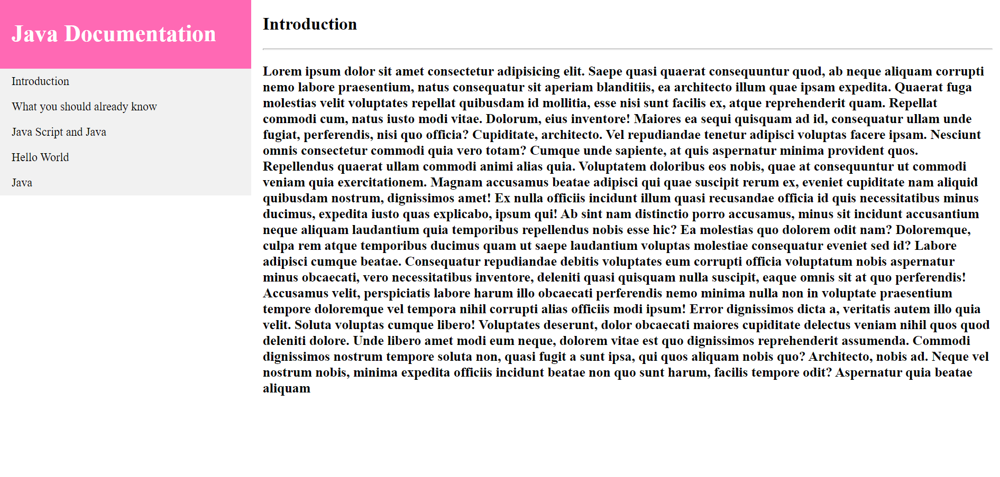 Java Documentation
Introduction
What you should already know
Java Script and Java
Hello World
Java
Introduction
Lorem ipsum dolor sit amet consectetur adipisicing elit. Saepe quasi quaerat consequuntur quod, ab neque aliquam corrupti
nemo labore praesentium, natus consequatur sit aperiam blanditiis, ea architecto illum quae ipsam expedita. Quaerat fuga
molestias velit voluptates repellat quibusdam id mollitia, esse nisi sunt facilis ex, atque reprehenderit quam. Repellat
commodi cum, natus iusto modi vitae. Dolorum, eius inventore! Maiores ea sequi quisquam ad id, consequatur ullam unde
fugiat, perferendis, nisi quo officia? Cupiditate, architecto. Vel repudiandae tenetur adipisci voluptas facere ipsam. Nesciunt
omnis consectetur commodi quia vero totam? Cumque unde sapiente, at quis aspernatur minima provident quos.
Repellendus quaerat ullam commodi animi alias quia. Voluptatem doloribus eos nobis, quae at consequuntur ut commodi
veniam quia exercitationem. Magnam accusamus beatae adipisci qui quae suscipit rerum ex, eveniet cupiditate nam aliquid
quibusdam nostrum, dignissimos amet! Ex nulla officiis incidunt illum quasi recusandae officia id quis necessitatibus minus
ducimus, expedita iusto quas explicabo, ipsum qui! Ab sint nam distinctio porro accusamus, minus sit incidunt accusantium
neque aliquam laudantium quia temporibus repellendus nobis esse hic? Ea molestias quo dolorem odit nam? Doloremque,
culpa rem atque temporibus ducimus quam ut saepe laudantium voluptas molestiae consequatur eveniet sed id? Labore
adipisci cumque beatae. Consequatur repudiandae debitis voluptates eum corrupti officia voluptatum nobis aspernatur
minus obcaecati, vero necessitatibus inventore, deleniti quasi quisquam nulla suscipit, eaque omnis sit at quo perferendis!
Accusamus velit, perspiciatis labore harum illo obcaecati perferendis nemo minima nulla non in voluptate praesentium
tempore doloremque vel tempora nihil corrupti alias officiis modi ipsum! Error dignissimos dicta a, veritatis autem illo quia
velit. Soluta voluptas cumque libero! Voluptates deserunt, dolor obcaecati maiores cupiditate delectus veniam nihil quos quod
deleniti dolore. Unde libero amet modi eum neque, dolorem vitae est quo dignissimos reprehenderit assumenda. Commodi
dignissimos nostrum tempore soluta non, quasi fugit a sunt ipsa, qui quos aliquam nobis quo? Architecto, nobis ad. Neque vel
nostrum nobis, minima expedita officiis incidunt beatae non quo sunt harum, facilis tempore odit? Aspernatur quia beatae
aliquam